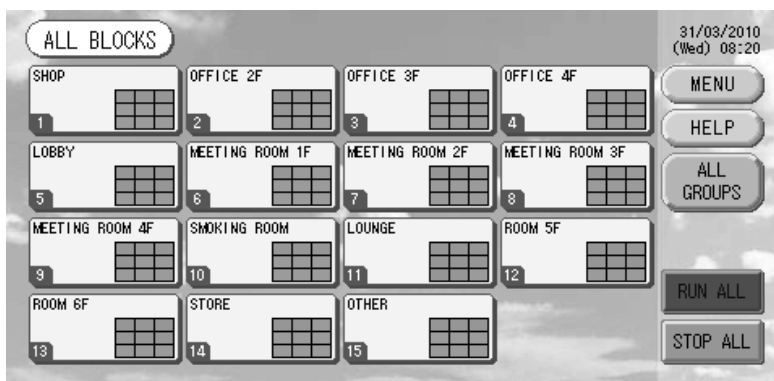 ALL BLOCKS
31/03/2010
(Wed) 08:20
SHOP
1
OFFICE 2F
2
OFFICE 3F
3
OFFICE 4F
4
MENU
HELP
LOBBY
5
MEETING ROOM 1F
6
MEETING ROOM 2F
7
MEETING ROOM 3F
8
ALL
GROUPS
MEETING ROOM 4F
9
SMOKING ROOM
10
LOUNGE
11
ROOM 5F
12
RUN ALL
ROOM 6F
13
STORE
14
OTHER
15
STOP ALL